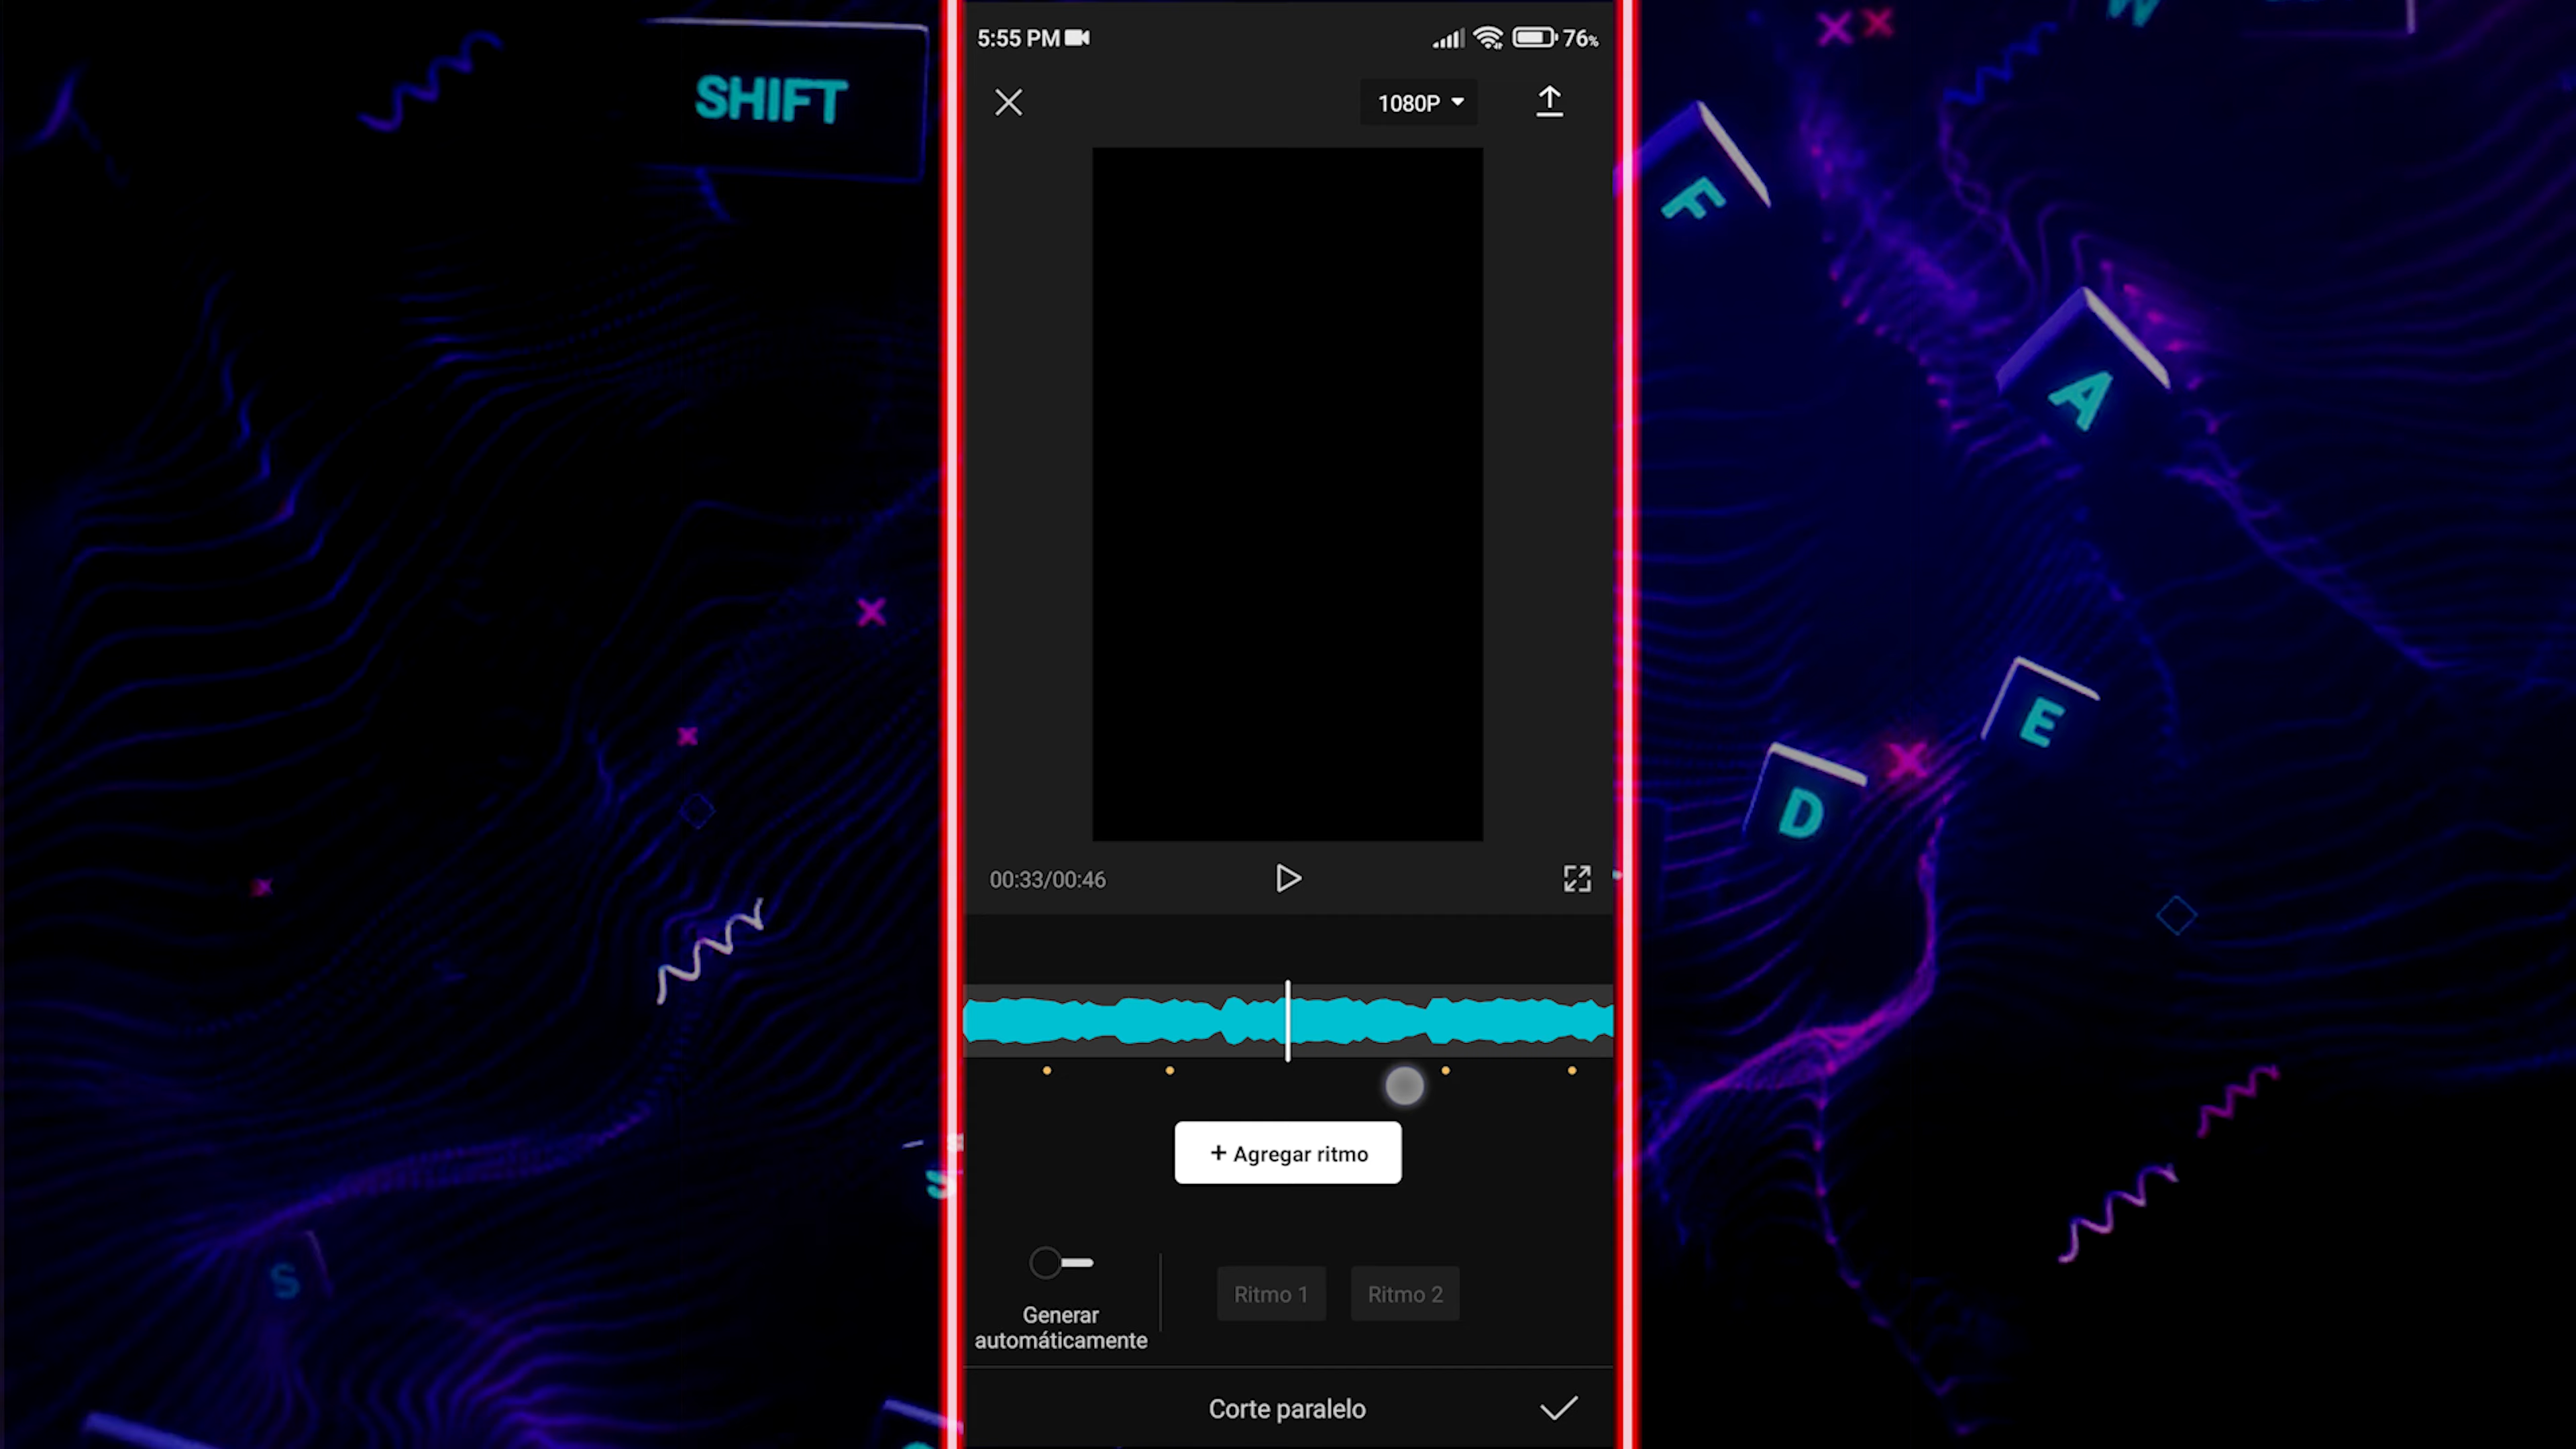 SHIFT
5:55 PM
76%
1080P
F
A
E
D
00:33/00:46
+ Agregar ritmo
S
S
Ritmo 1
Ritmo 2
Generar
automáticamente
Corte paralelo
W